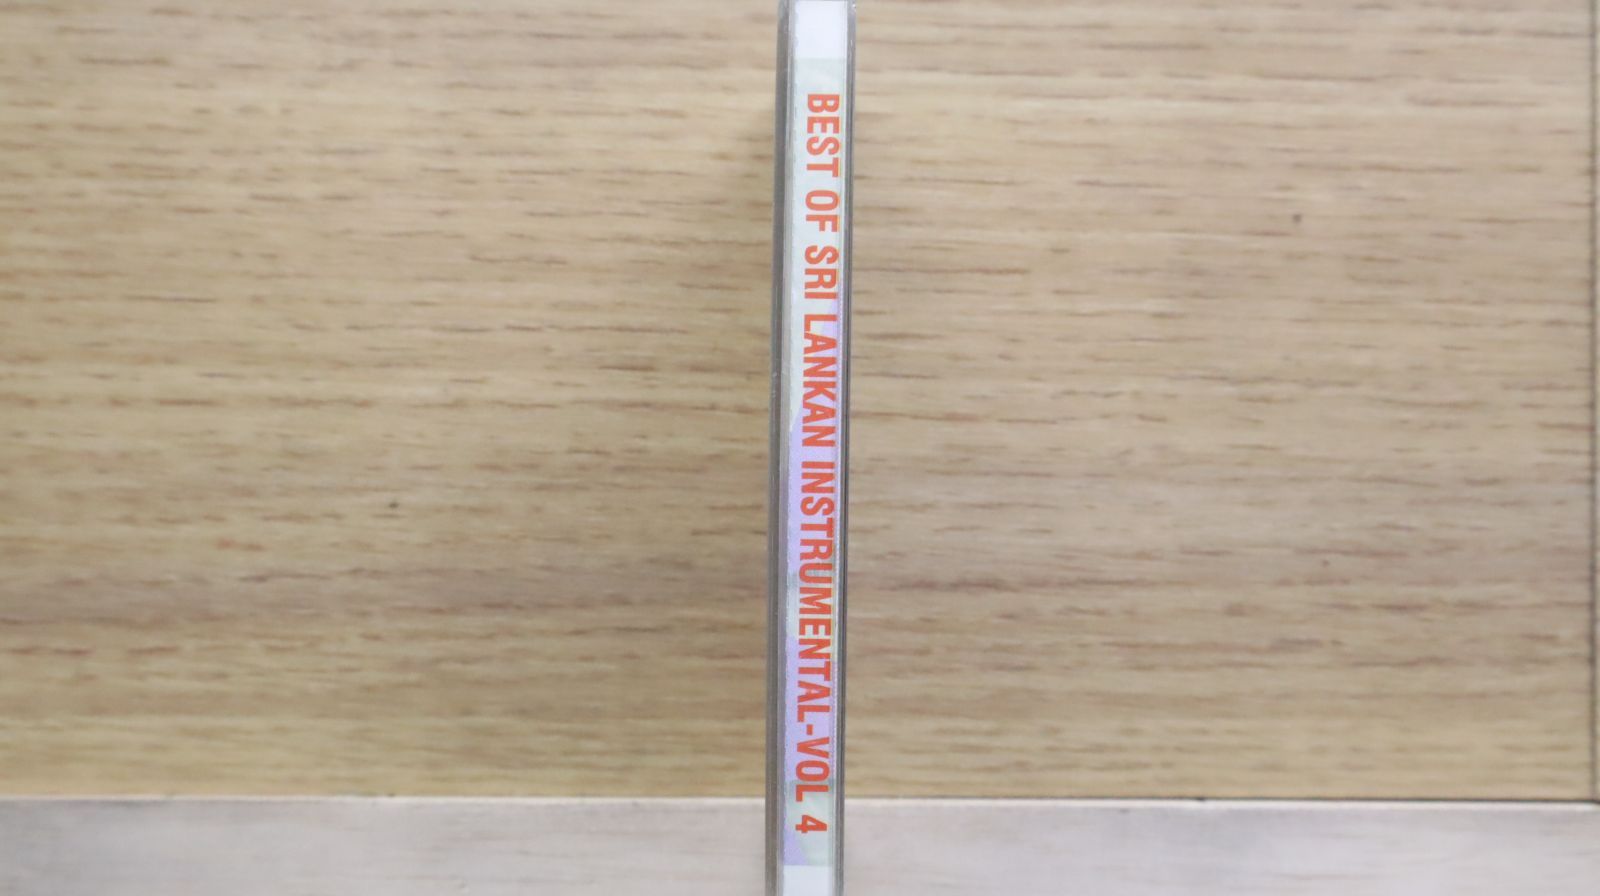 BEST OF SRI LANKAN INSTRUMENTAL-VOL 4